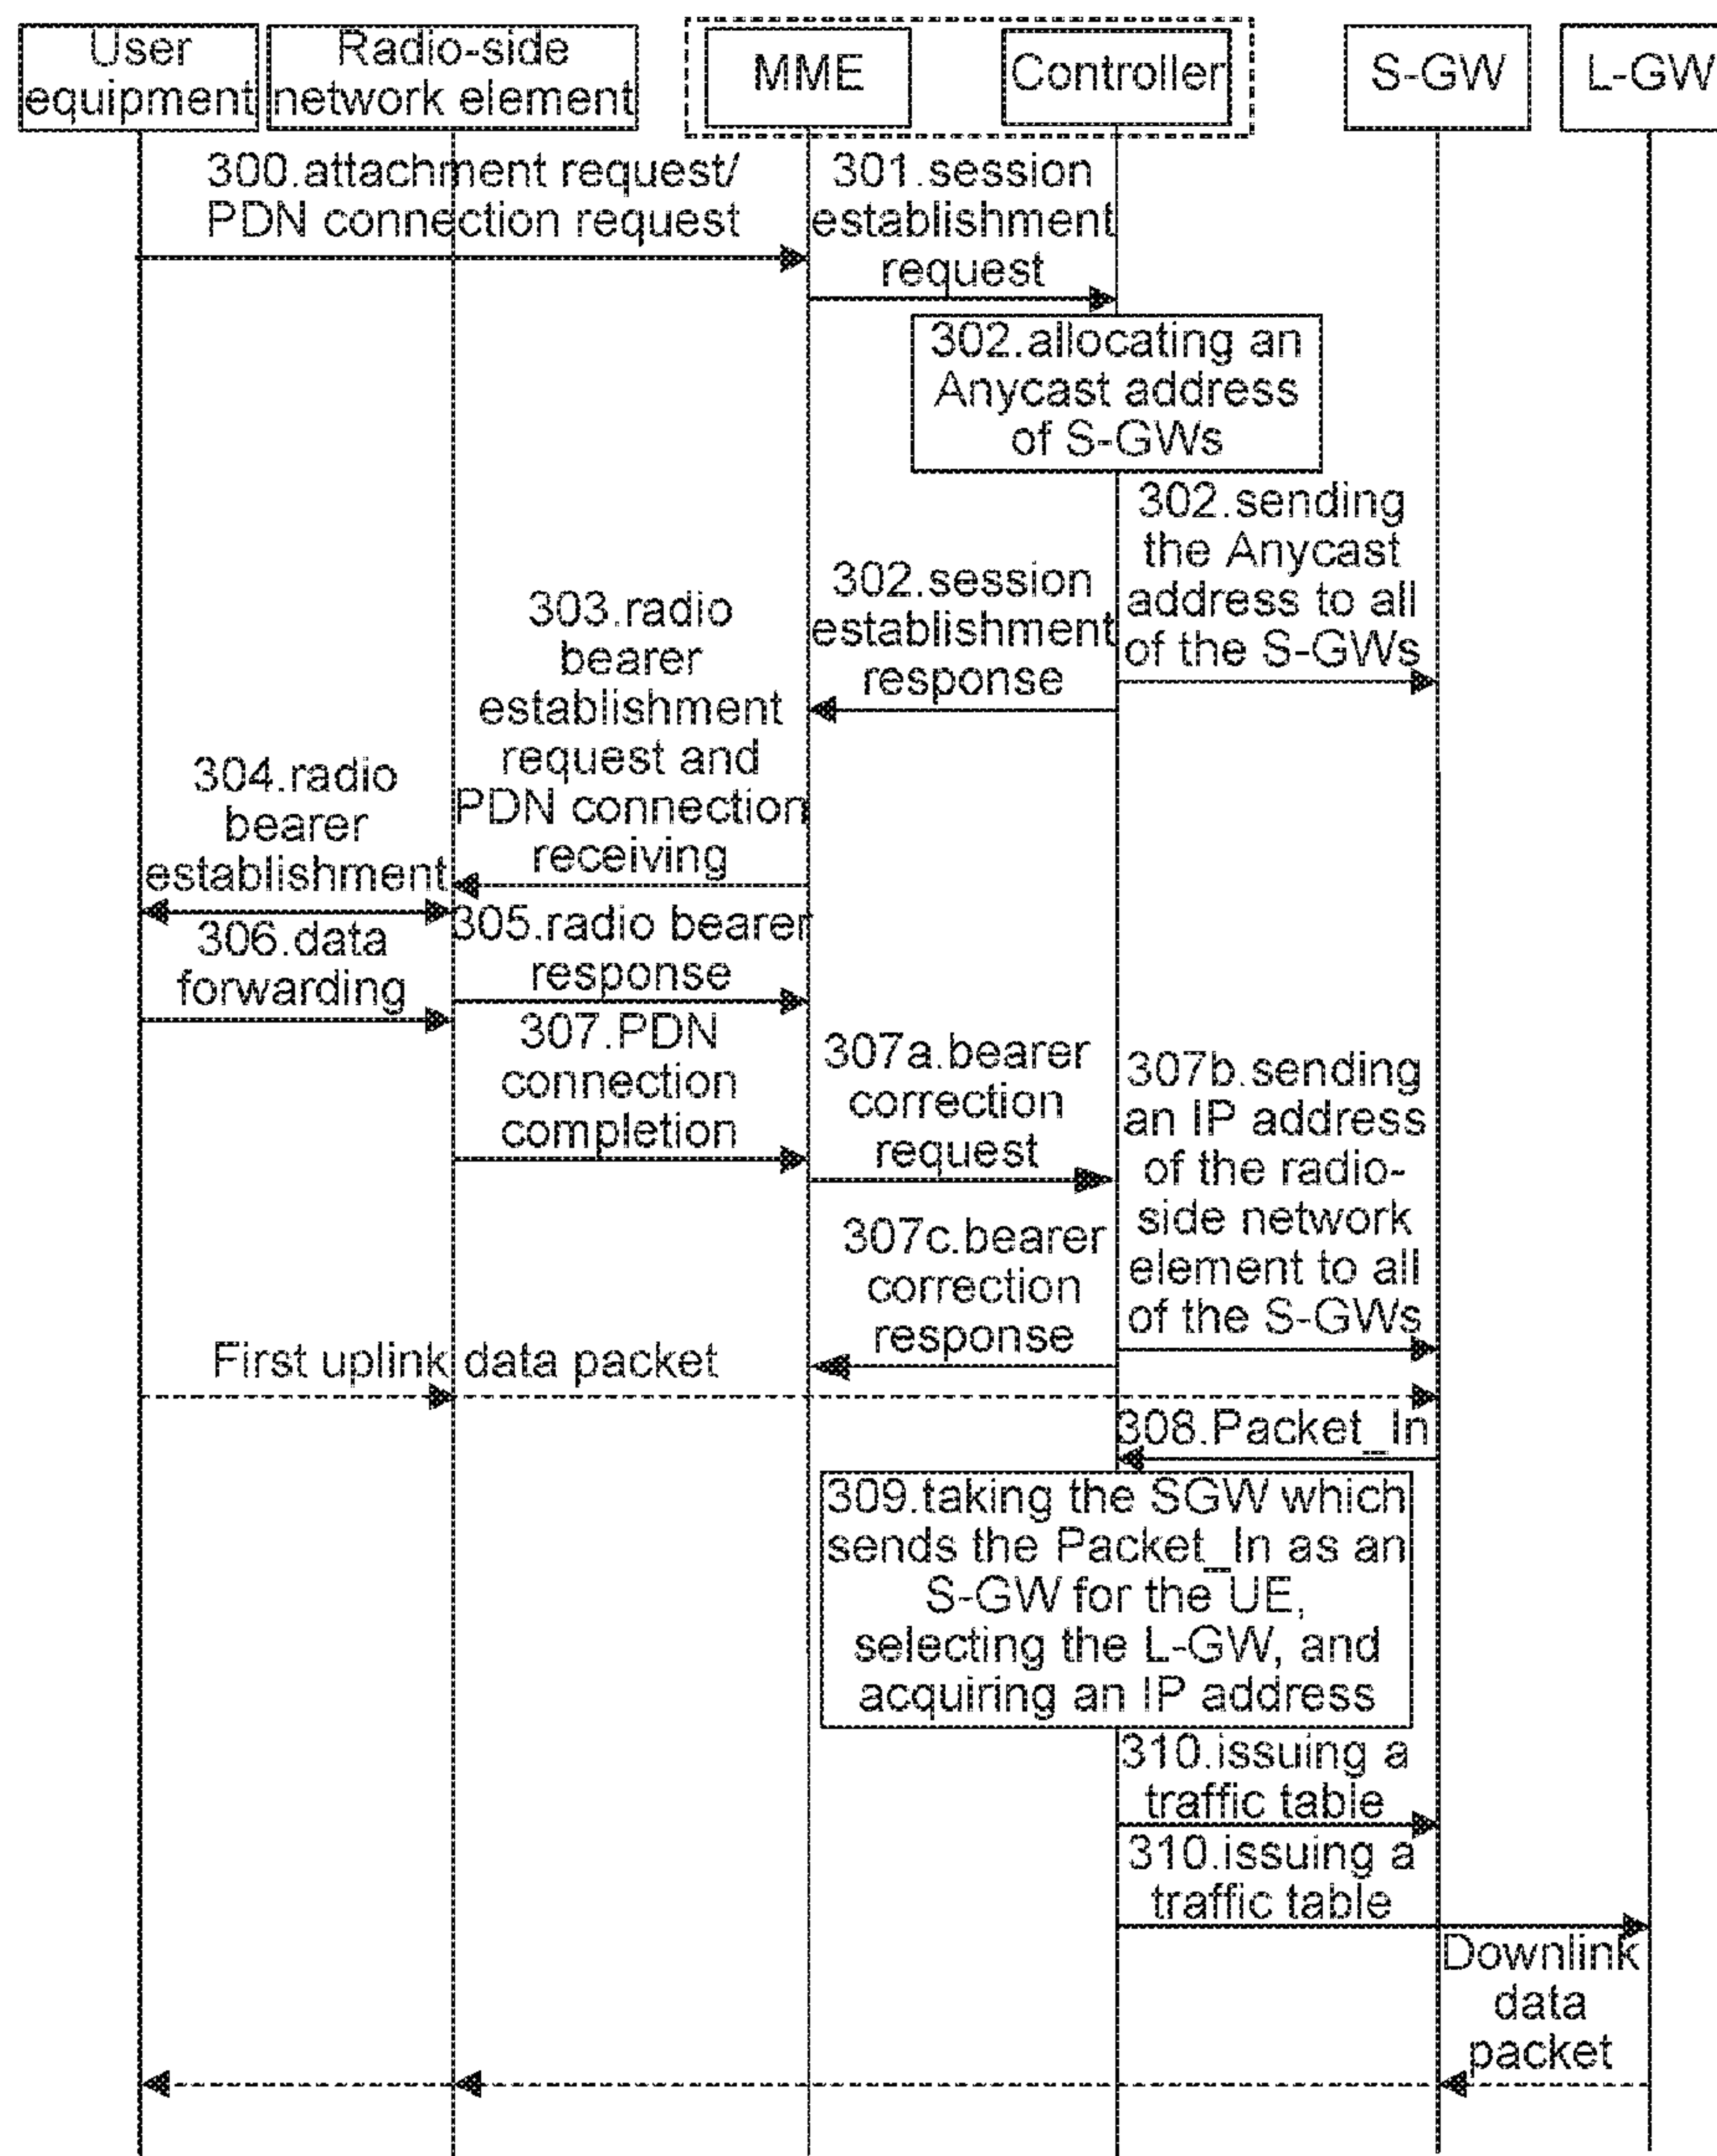 User
equipment
Radio-side
network element
MME
Controller
S-GW
L-GW
300.attachment request/
PDN connection request
301.session
establishment
request
302.allocating an
Anycast address
of S-GWs
302.sending
the Anycast
address to all
of the S-GWs
302.session
establishment
response
303.radio
bearer
establishment
request and
PDN connection
receiving
304.radio
bearer
establishment
305.radio bearer
response
306.data
forwarding
307.PDN
connection
completion
307a.bearer
correction
request
307b.sending
an IP address
of the radio-
side network
element to all
of the S-GWs
307c.bearer
correction
response
First uplink data packet
308.Packet_In
309.taking the SGW which
sends the Packet_In as an
S-GW for the UE,
selecting the L-GW, and
acquiring an IP address
310.issuing a
traffic table
310.issuing a
traffic table
Downlink
data
packet